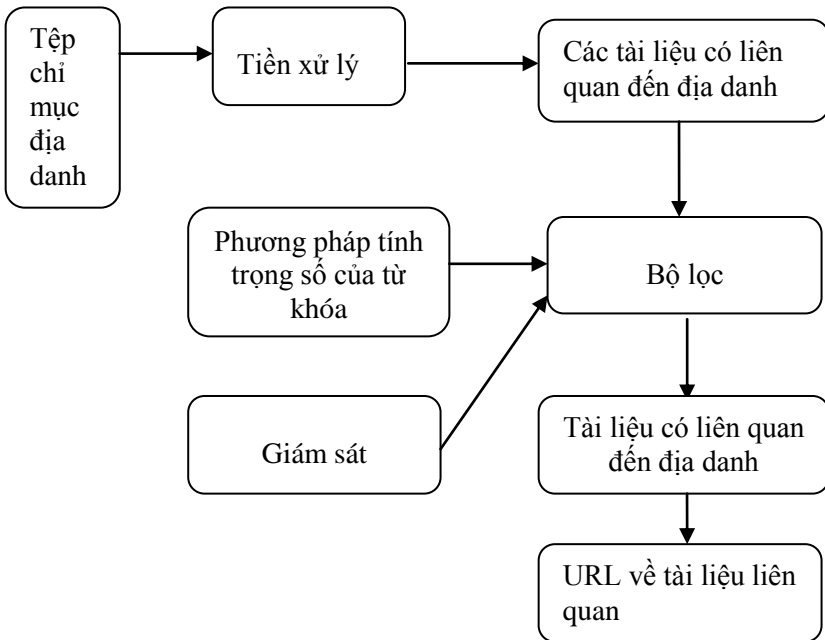 Tệp
chỉ
mục
địa
danh
Tiền xử lý
Các tài liệu có liên
quan đến địa danh
Phương pháp tính
trọng số của từ
khóa
Bộ lọc
Giám sát
Tài liệu có liên quan
đến địa danh
URL về tài liệu liên
quan